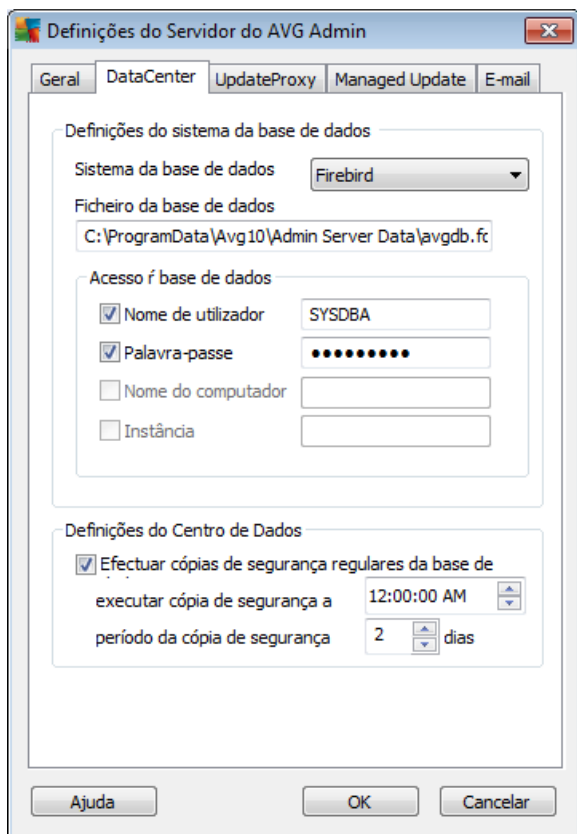 Definições do Servidor do AVG Admin
Geral DataCenter UpdateProxy Managed Update E-mail
Definições do sistema da base de dados
Sistema da base de dados Firebird
Ficheiro da base de dados
C:\ProgramData\Avg10\Admin Server Data\avgdb.fc
Acesso ŕ base de dados
Nome de utilizador SYSDBA
Palavra-passe •••••••••
Nome do computador
Instância
Definições do Centro de Dados
Efectuar cópias de segurança regulares da base de
executar cópia de segurança a 12:00:00 AM
período da cópia de segurança 2 dias
Ajuda OK Cancelar